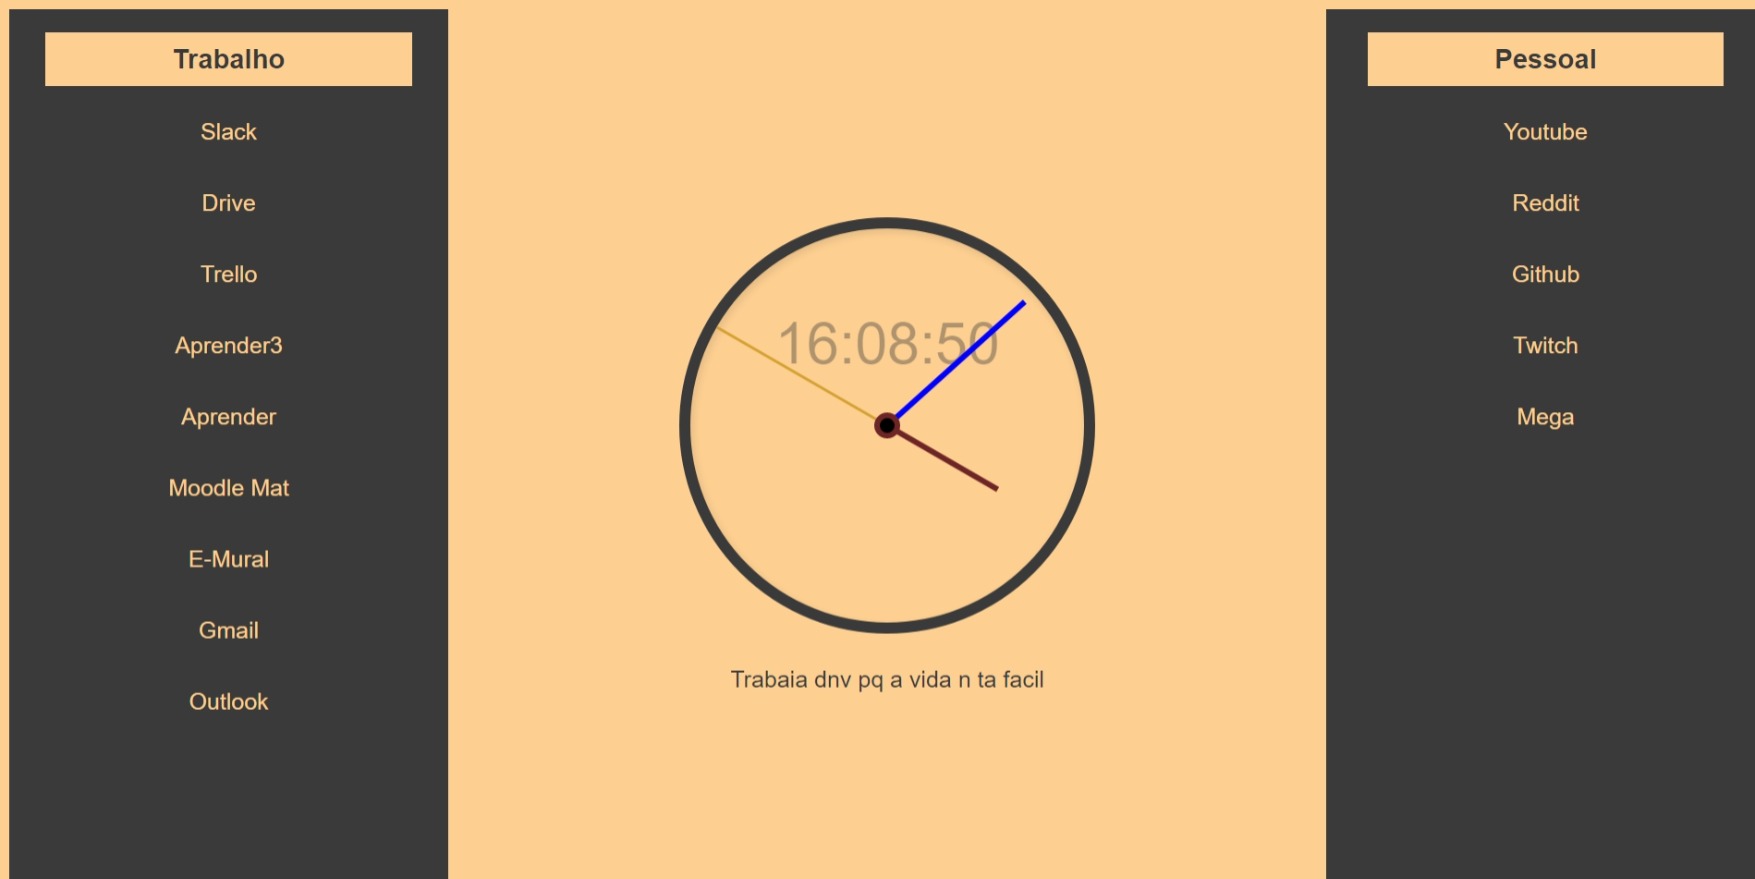 Trabalho
Slack
Drive
Trello
Aprender3
Aprender
Moodle Mat
E-Mural
Gmail
Outlook
16:08:50
Trabaia dnv pq a vida n ta facil
Pessoal
Youtube
Reddit
Github
Twitch
Mega